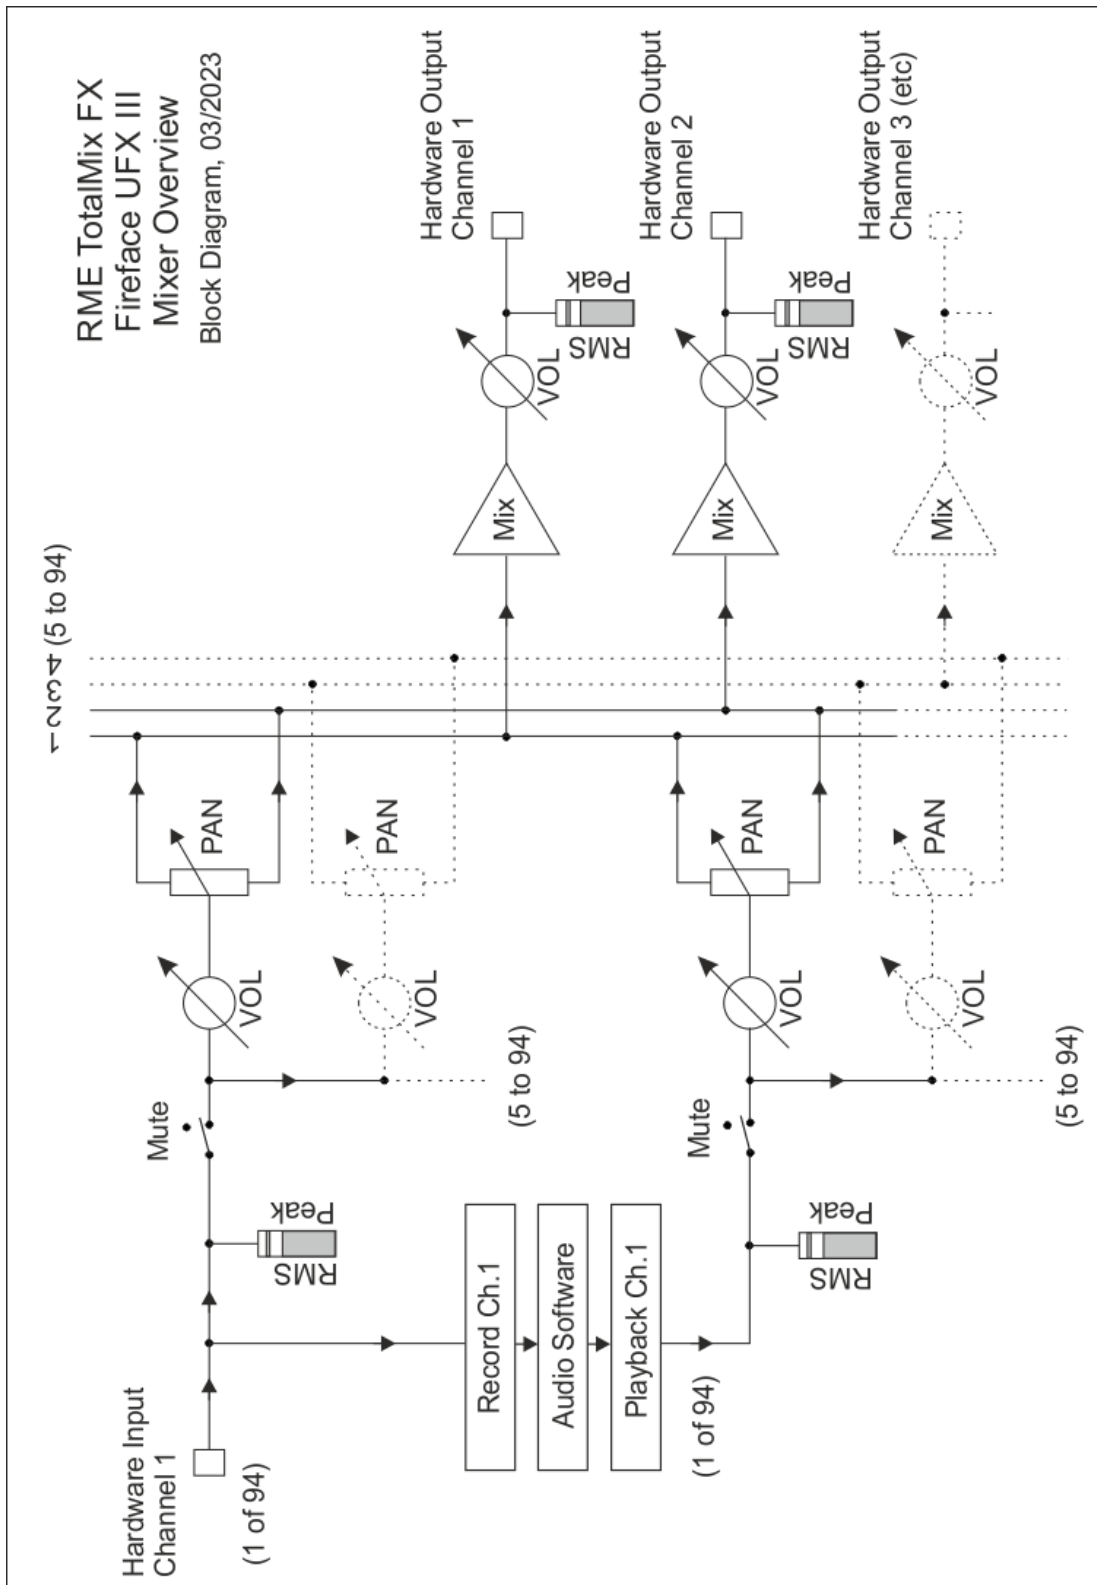 RME TotalMix FX
Fireface UFX III
Mixer Overview
Block Diagram, 03/2023
Hardware Input
Channel 1
(1 of 94)
Peak
RMS
Mute
VOL
PAN
VOL
PAN
(5 to 94)
1 2 3 4 (5 to 94)
Record Ch.1
Audio Software
Playback Ch.1
(1 of 94)
Peak
RMS
Mute
VOL
PAN
VOL
PAN
(5 to 94)
Mix
VOL
Peak
RMS
Hardware Output
Channel 1
Mix
VOL
Peak
RMS
Hardware Output
Channel 2
Mix
VOL
Hardware Output
Channel 3 (etc)